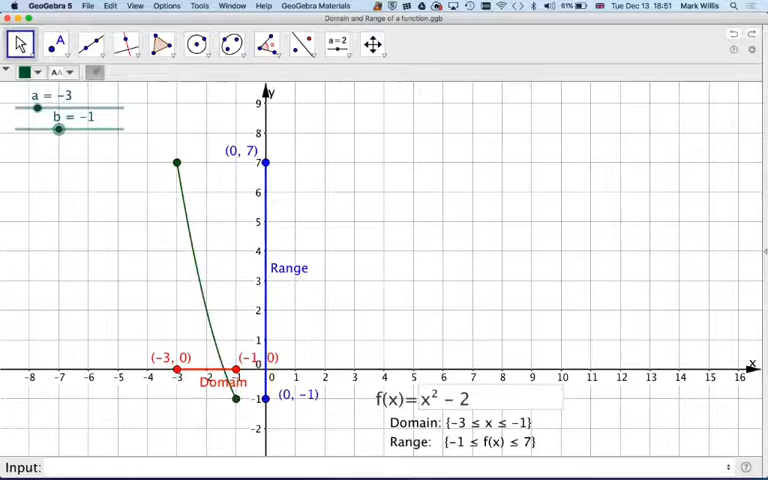 GeoGebra 5 File Edit View Options Tools Window Help GeoGebra Materials 61% Tue Dec 13 18:51 Mark Willis
Domain and Range of a function.ggb
A
a=2
AA
a = −3
b = −1
y
9
8
(0, 7)
6
5
4
Range
3
2
1
(−3, 0) (−1, 0)
0
x
-8 -7 -6 -5 -4 -3 -2 -1 0 1 2 3 4 5 6 7 8 9 10 11 12 13 14 15 16
Domain
-1
(0, −1)
f(x)= x² − 2
-2
Domain: {−3 ≤ x ≤ −1}
Range: {−1 ≤ f(x) ≤ 7}
Input: